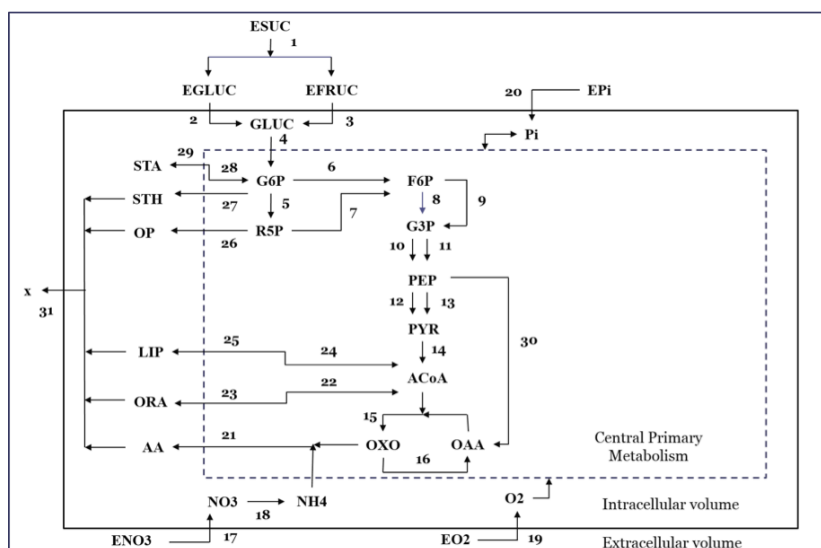 ESUC
1
EGLUC EFRUC
20 EPi
2 GLUC 3
4 Pi
29
STA 28 6
G6P F6P
STH 27 5 7 8 9
OP 26 R5P G3P
10 11
PEP
x 12 13
31
PYR
25 24 14 30
LIP
ACoA
22
ORA 23
15
21 OXO OAA
AA 16
Central Primary
Metabolism
NO3 NH4 O2
18 Intracellular volume
ENO3 17 EO2 19 Extracellular volume